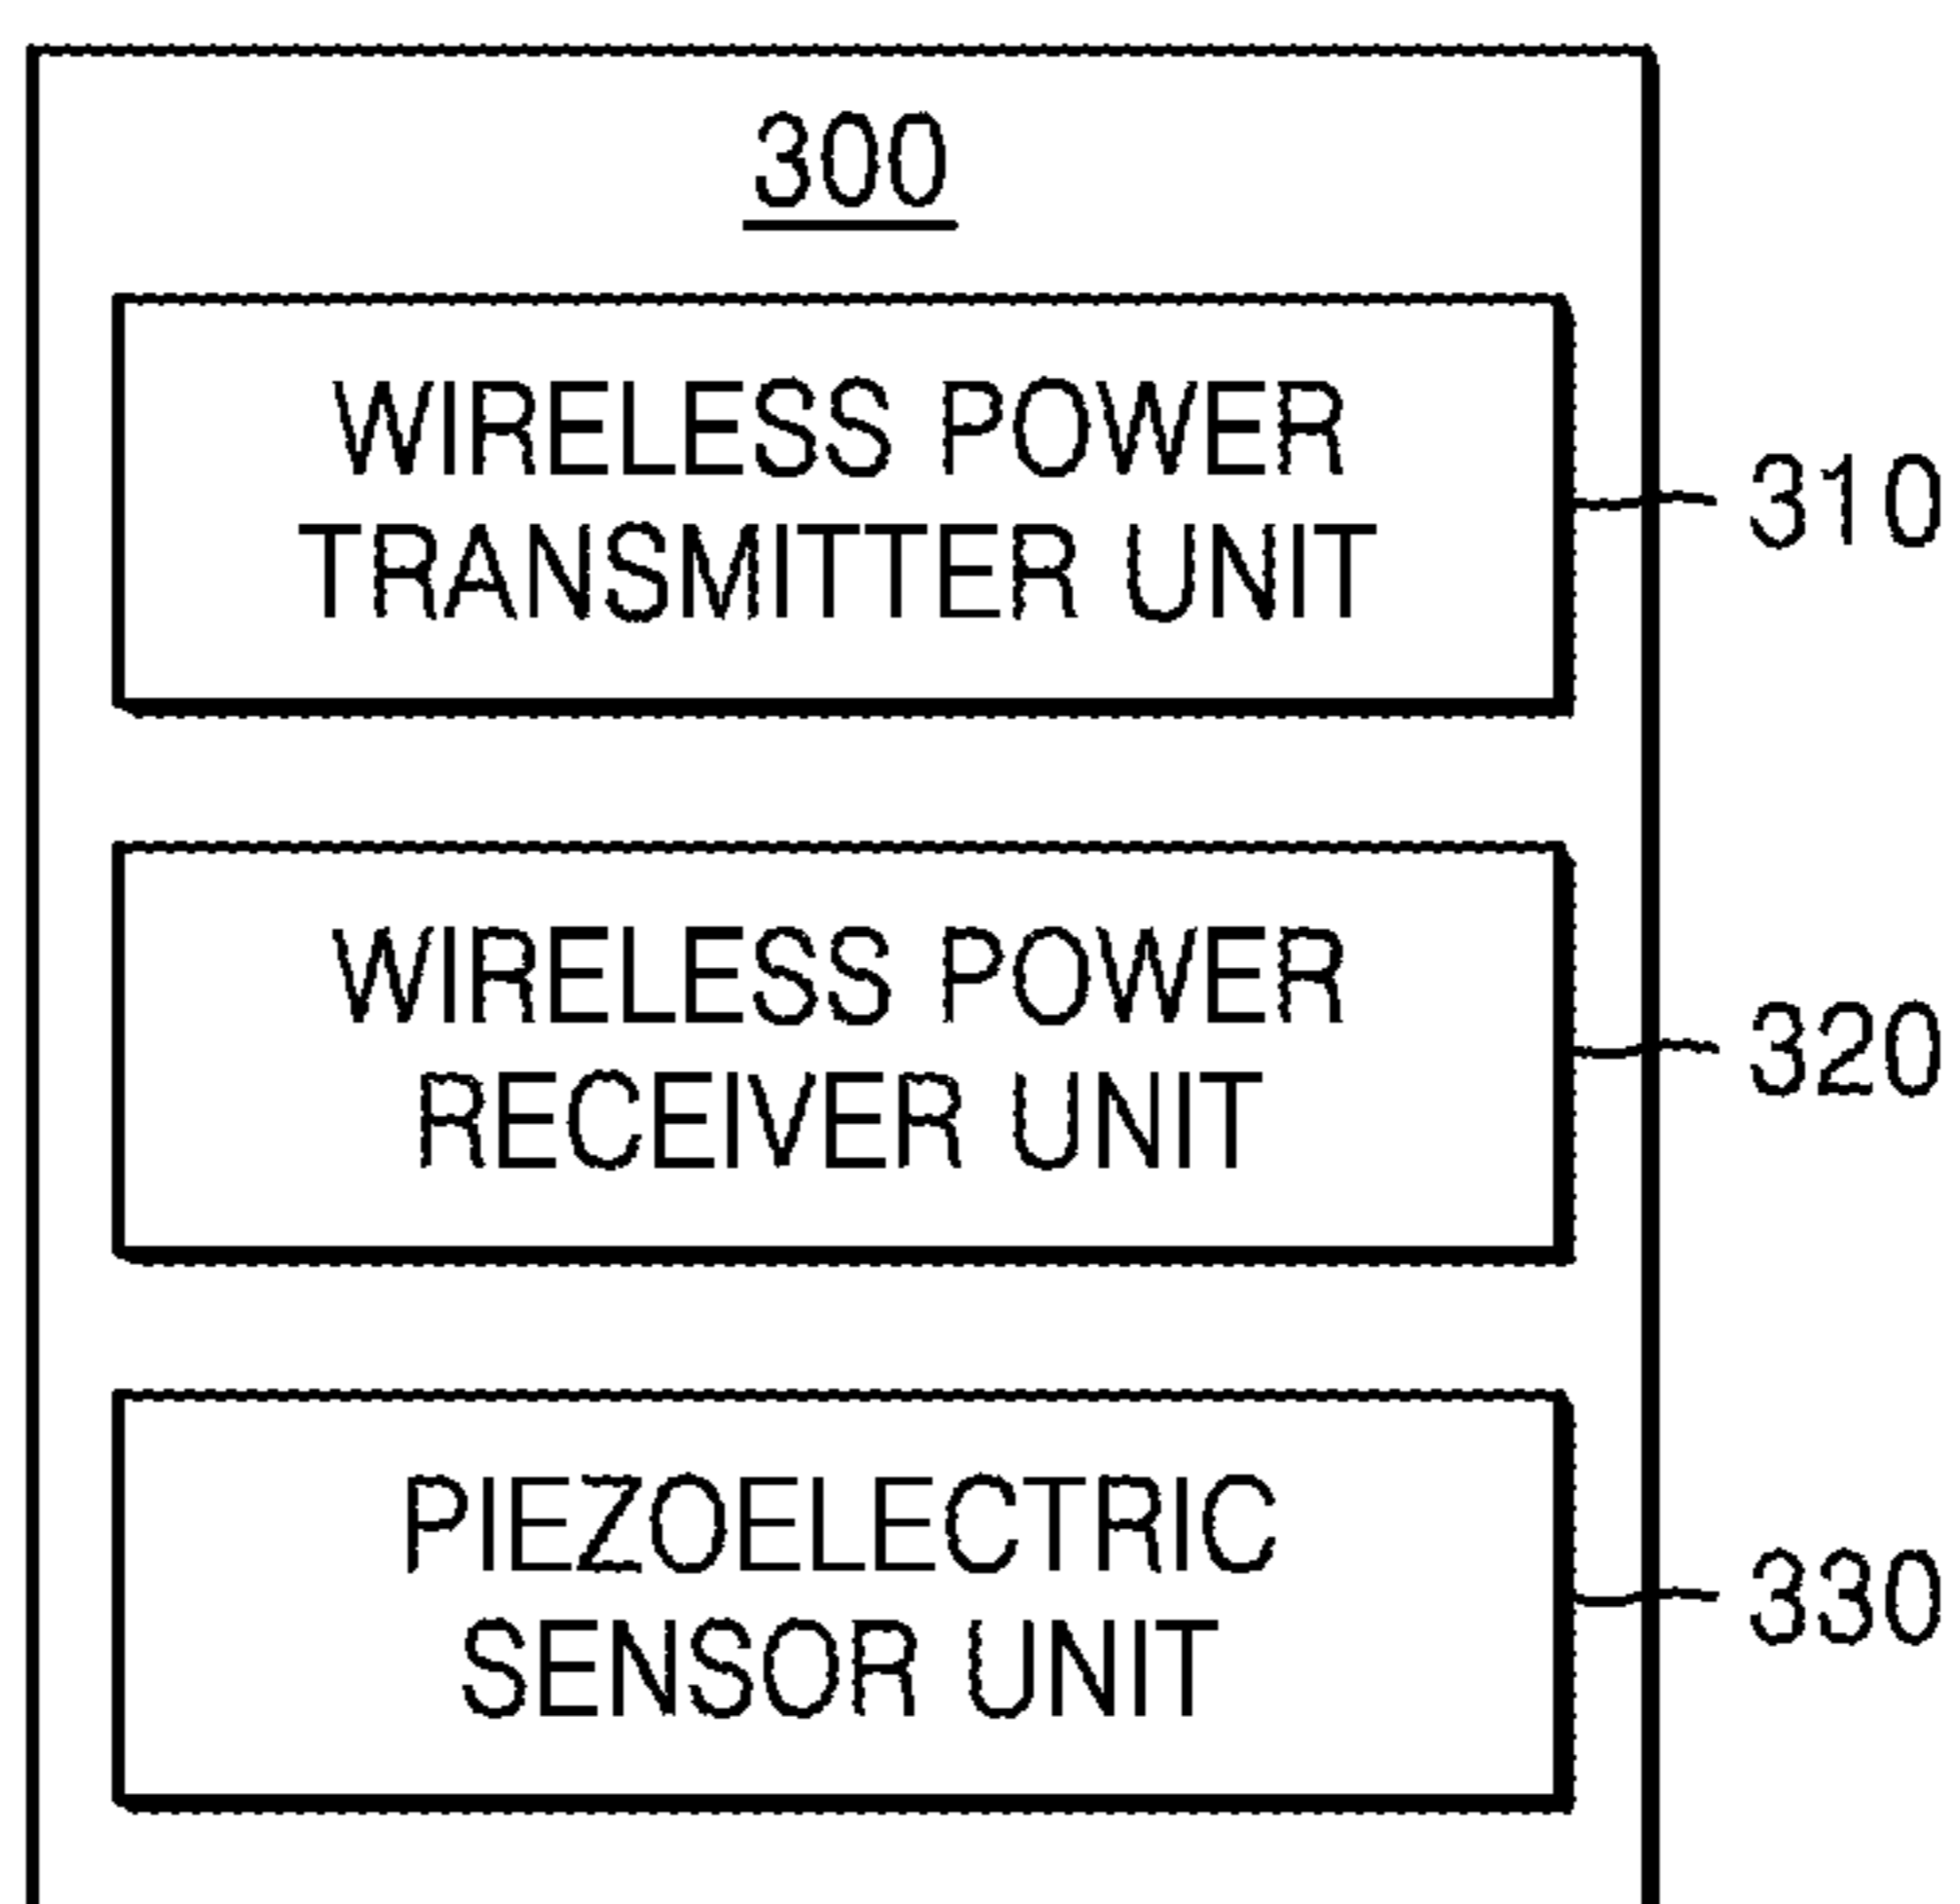 300
WIRELESS POWER
TRANSMITTER UNIT
310
WIRELESS POWER
RECEIVER UNIT
320
PIEZOELECTRIC
SENSOR UNIT
330